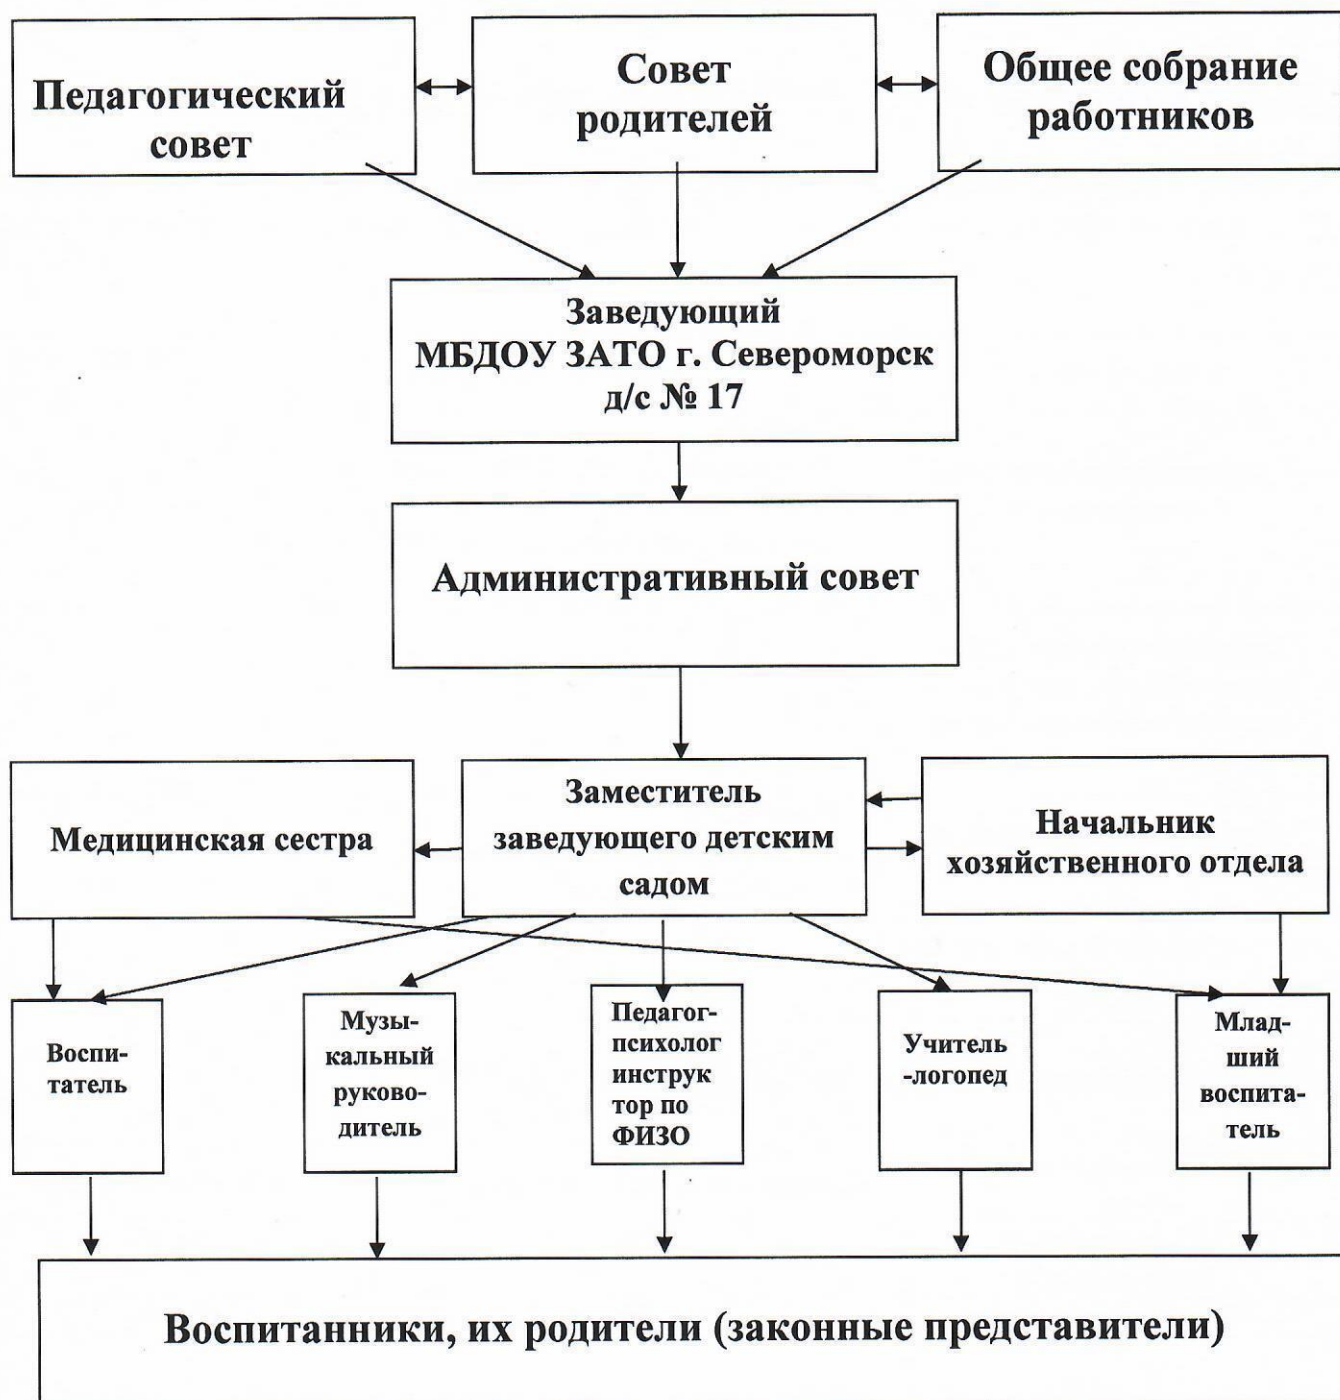 Педагогический
совет
Совет
родителей
Общее собрание
работников
Заведующий
МБДОУ ЗАТО г. Североморск
д/с № 17
Административный совет
Медицинская сестра
Заместитель
заведующего детским
садом
Начальник
хозяйственного отдела
Воспи-
татель
Музы-
кальный
руково-
дитель
Педагог-
психолог
инструк
тор по
ФИЗО
Учитель
-логопед
Млад-
ший
воспита-
тель
Воспитанники, их родители (законные представители)